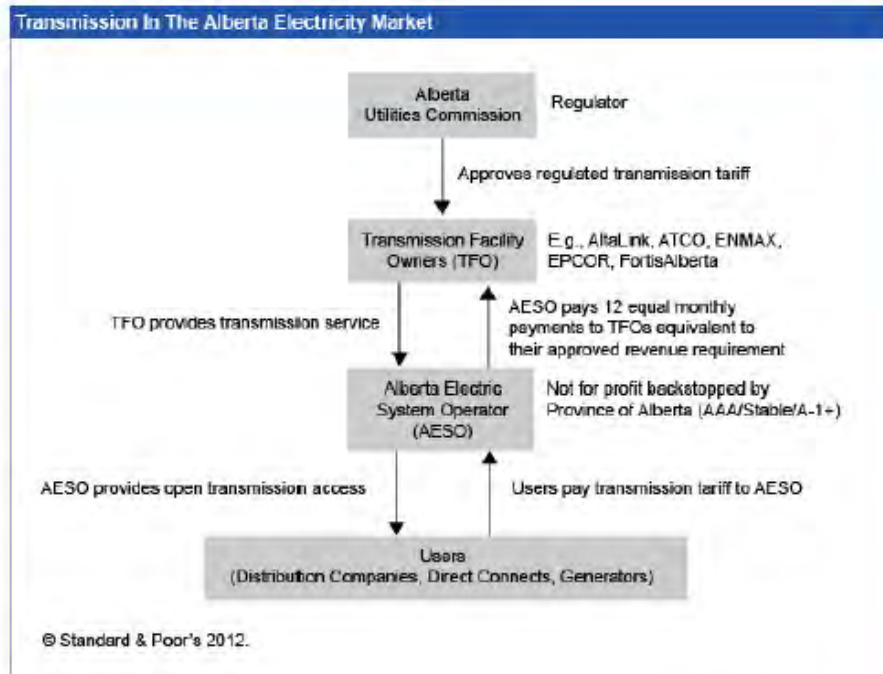 Transmission In The Alberta Electricity Market
Alberta
Utilities Commission
Regulator
Approves regulated transmission tariff
Transmission Facility
Owners (TFO)
E.g., AltaLink, ATCO, ENMAX,
EPCOR, FortisAlberta
TFO provides transmission service
AESO pays 12 equal monthly
payments to TFOs equivalent to
their approved revenue requirement
Alberta Electric
System Operator
(AESO)
Not for profit backstopped by
Province of Alberta (AAA/Stable/A-1+)
AESO provides open transmission access
Users pay transmission tariff to AESO
Users
(Distribution Companies, Direct Connects, Generators)
© Standard & Poor's 2012.